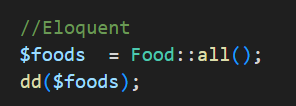 //Eloquent
$foods  = Food::all();
dd($foods);